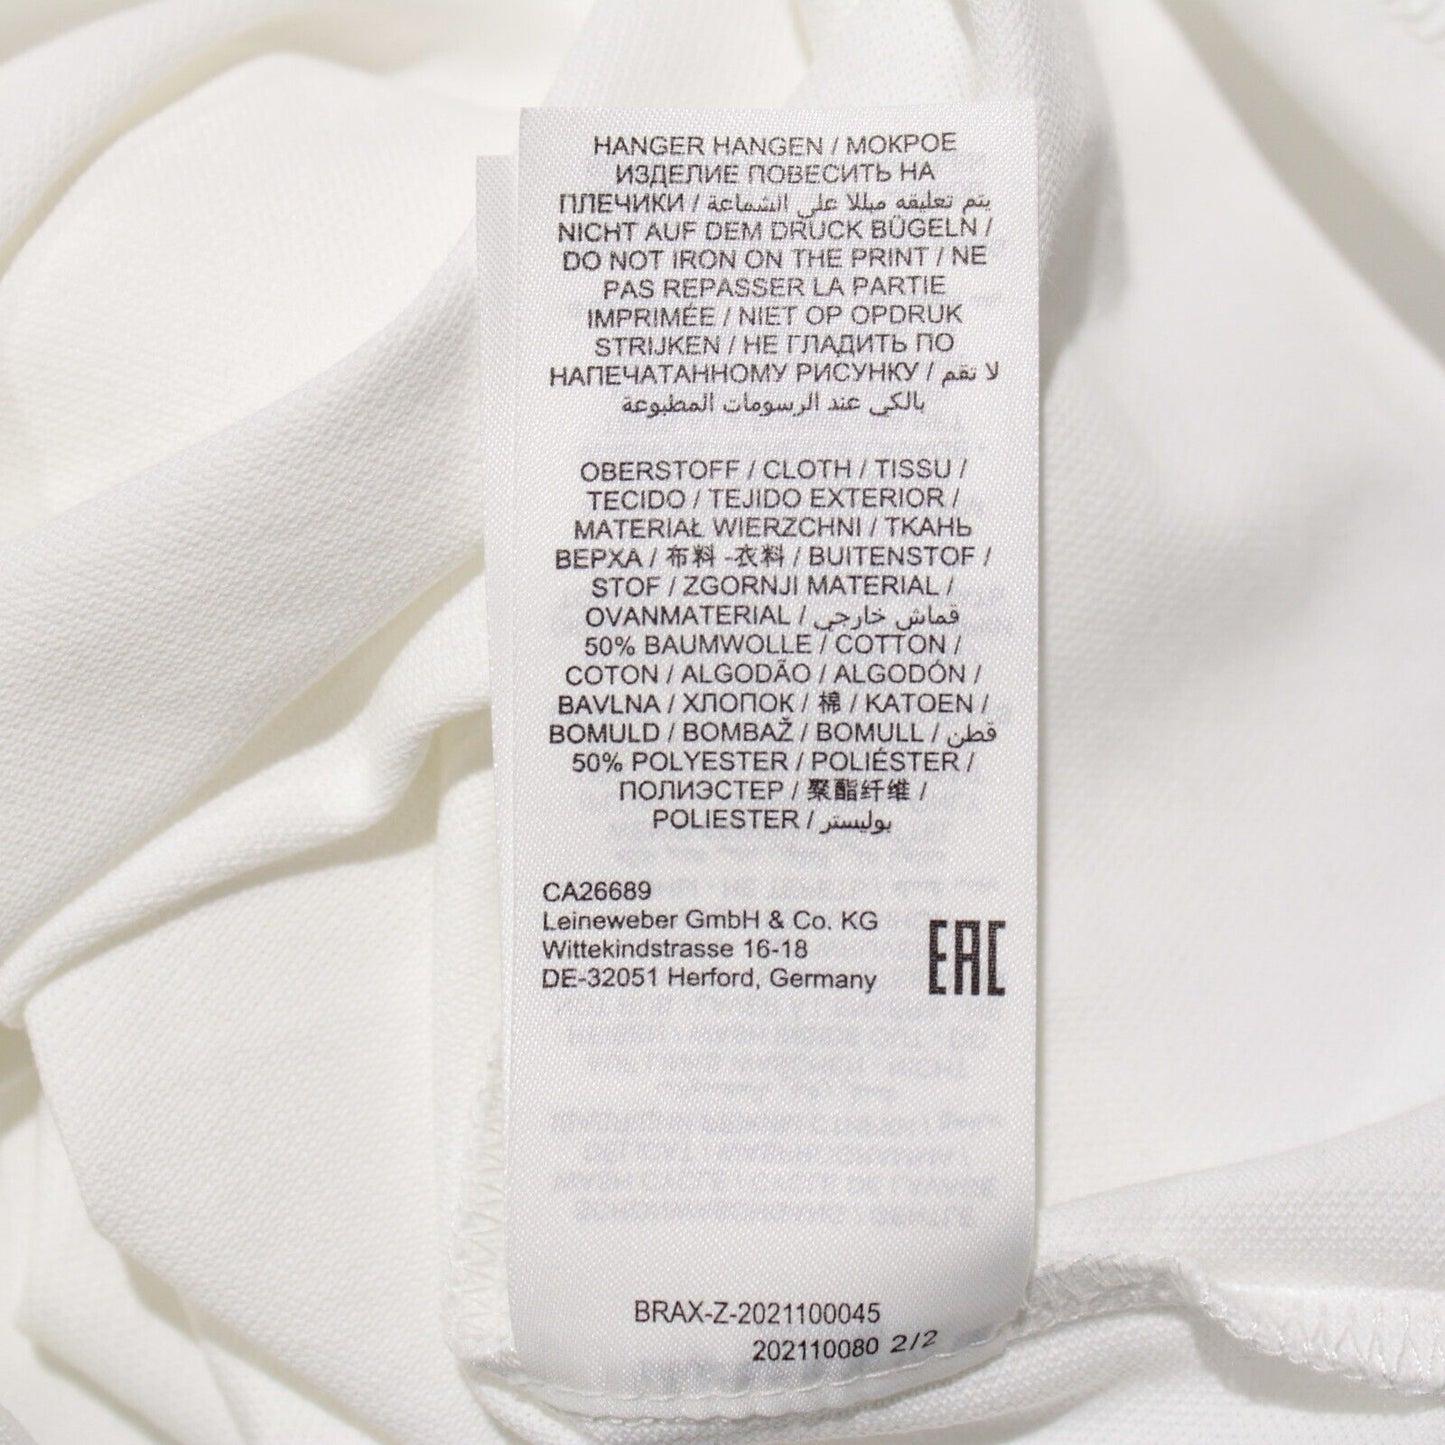 HANGER HANGEN / МОКРОЕ
ИЗДЕЛИЕ ПОВЕСИТЬ НА
ПЛЕЧИКИ / يتم تعليقه مبللا على الشماعة
NICHT AUF DEM DRUCK BÜGELN /
DO NOT IRON ON THE PRINT / NE
PAS REPASSER LA PARTIE
IMPRIMÉE / NIET OP OPDRUK
STRIJKEN / НЕ ГЛАДИТЬ ПО
НАПЕЧАТАННОМУ РИСУНКУ / لا تقم
بالكي عند الرسومات المطبوعة
OBERSTOFF / CLOTH / TISSU /
TECIDO / TEJIDO EXTERIOR /
MATERIAŁ WIERZCHNI / ТКАНЬ
ВЕРХА / 布料 -衣料 / BUITENSTOF /
STOF / ZGORNJI MATERIAL /
OVANMATERIAL / قماش خارجي
50% BAUMWOLLE / COTTON /
COTON / ALGODÃO / ALGODÓN /
BAVLNA / ХЛОПОК / 棉 / KATOEN /
BOMULD / BOMBAŽ / BOMULL / قطن
50% POLYESTER / POLIÉSTER /
ПОЛИЭСТЕР / 聚酯纤维 /
POLIESTER / بوليستر
CA26689
Leineweber GmbH & Co. KG
Wittekindstrasse 16-18
DE-32051 Herford, Germany
EAC
BRAX-Z-2021100045
202110080 2/2